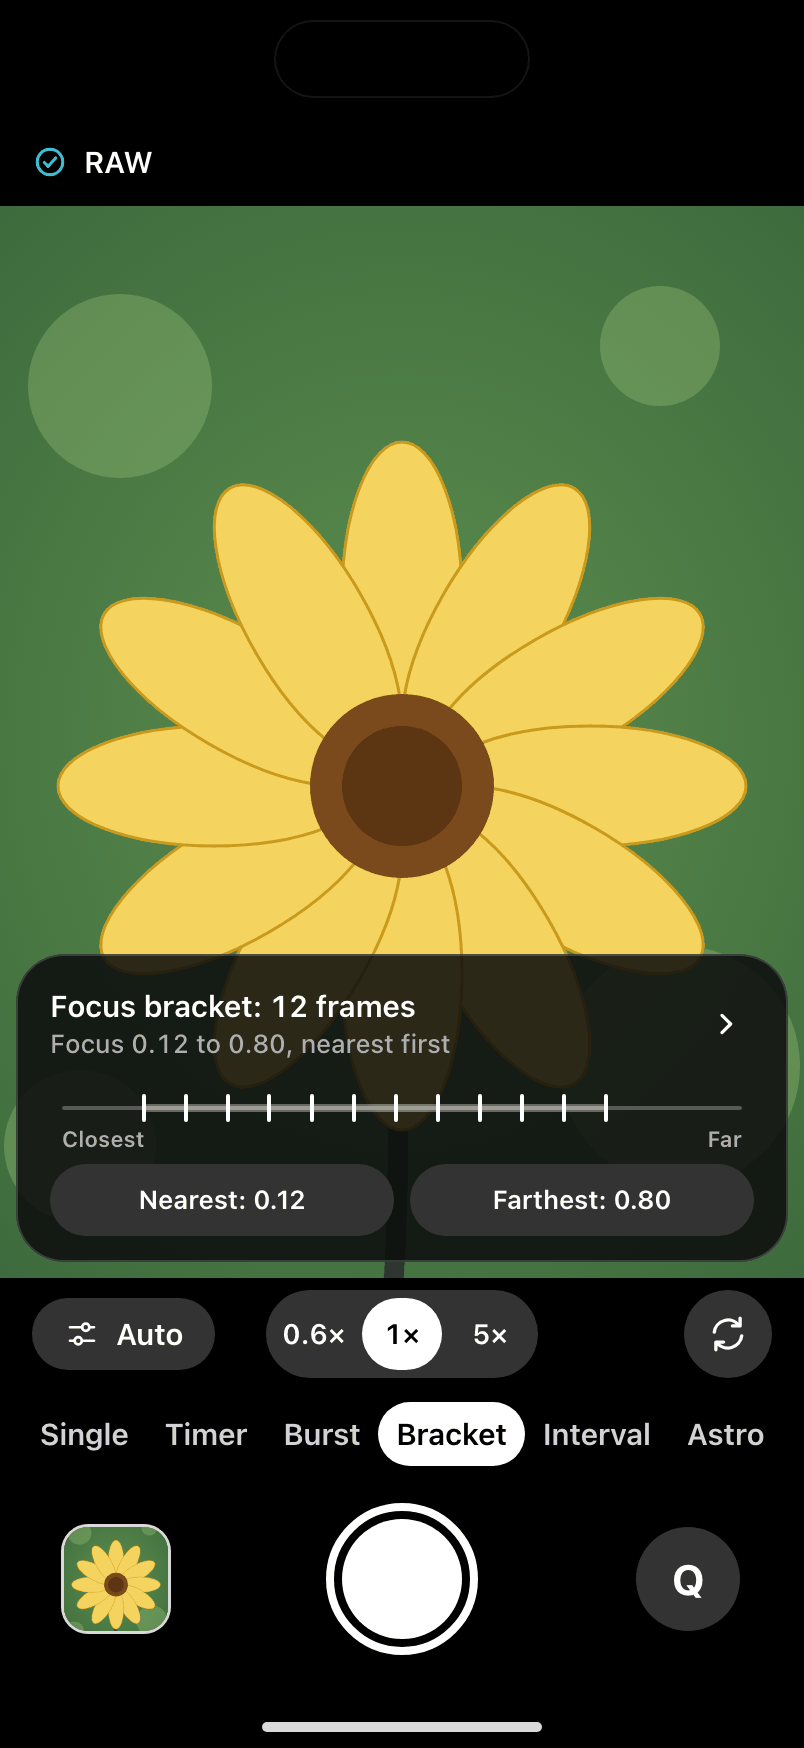 RAW
Focus bracket: 12 frames
Focus 0.12 to 0.80, nearest first
Closest Far
Nearest: 0.12 Farthest: 0.80
Auto 0.6× 1× 5×
Single Timer Burst Bracket Interval Astro
Q